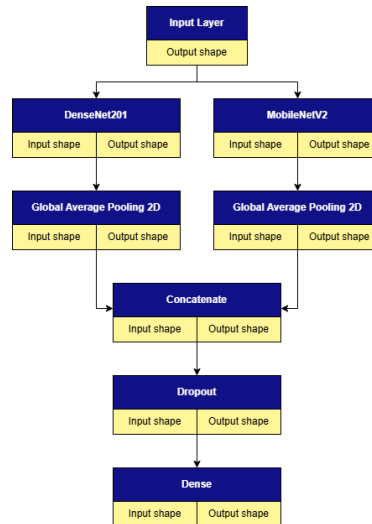 Input Layer
Output shape
DenseNet201
MobileNetV2
Input shape Output shape
Input shape Output shape
Global Average Pooling 2D
Global Average Pooling 2D
Input shape Output shape
Input shape Output shape
Concatenate
Input shape Output shape
Dropout
Input shape Output shape
Dense
Input shape Output shape